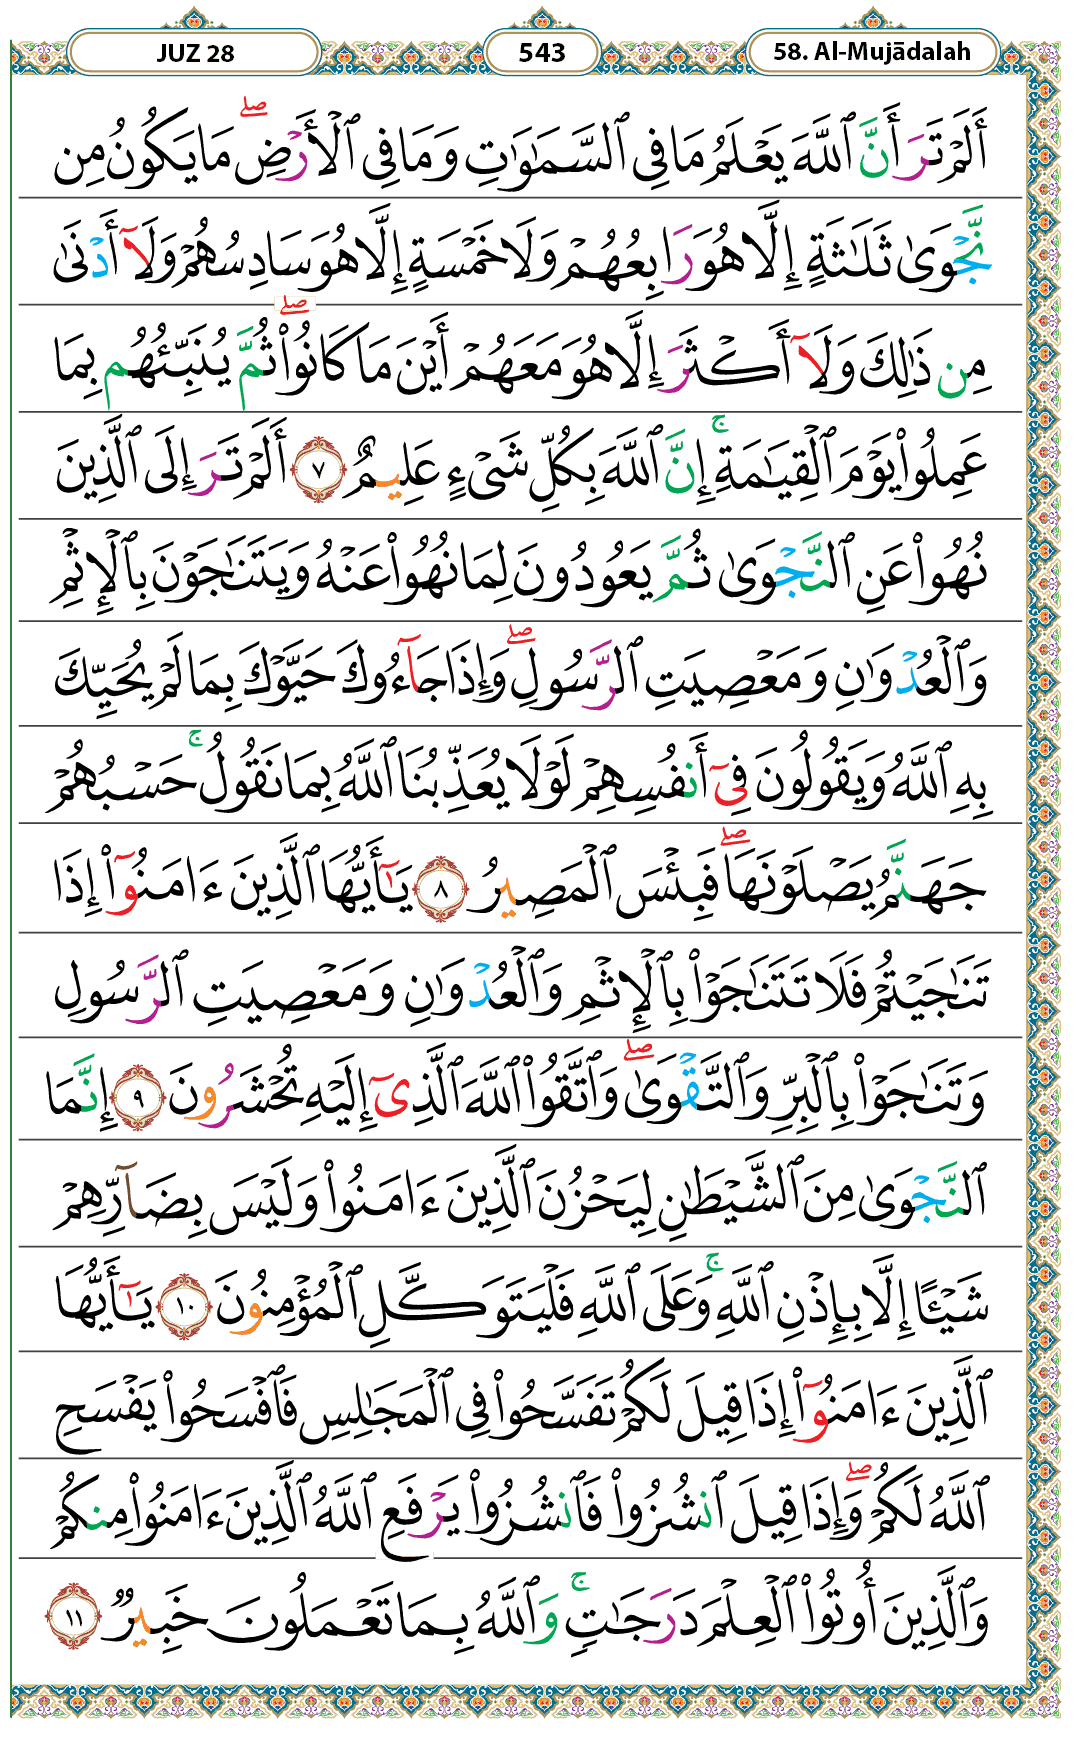 JUZ 28
543
58. Al-Mujādalah
أَلَمْ تَرَ أَنَّ ٱللَّهَ يَعْلَمُ مَا فِى ٱلسَّمَٰوَٰتِ وَمَا فِى ٱلْأَرْضِ ۖ مَا يَكُونُ مِن
نَّجْوَىٰ ثَلَٰثَةٍ إِلَّا هُوَ رَابِعُهُمْ وَلَا خَمْسَةٍ إِلَّا هُوَ سَادِسُهُمْ وَلَآ أَدْنَىٰ
مِن ذَٰلِكَ وَلَآ أَكْثَرَ إِلَّا هُوَ مَعَهُمْ أَيْنَ مَا كَانُوا۟ ۖ ثُمَّ يُنَبِّئُهُم بِمَا
عَمِلُوا۟ يَوْمَ ٱلْقِيَٰمَةِ ۚ إِنَّ ٱللَّهَ بِكُلِّ شَىْءٍ عَلِيمٌ ٧ أَلَمْ تَرَ إِلَى ٱلَّذِينَ
نُهُوا۟ عَنِ ٱلنَّجْوَىٰ ثُمَّ يَعُودُونَ لِمَا نُهُوا۟ عَنْهُ وَيَتَنَٰجَوْنَ بِٱلْإِثْمِ
وَٱلْعُدْوَٰنِ وَمَعْصِيَتِ ٱلرَّسُولِ ۖ وَإِذَا جَآءُوكَ حَيَّوْكَ بِمَا لَمْ يُحَيِّكَ
بِهِ ٱللَّهُ وَيَقُولُونَ فِىٓ أَنفُسِهِمْ لَوْلَا يُعَذِّبُنَا ٱللَّهُ بِمَا نَقُولُ ۚ حَسْبُهُمْ
جَهَنَّمُ يَصْلَوْنَهَا ۖ فَبِئْسَ ٱلْمَصِيرُ ٨ يَٰٓأَيُّهَا ٱلَّذِينَ ءَامَنُوٓا۟ إِذَا
تَنَٰجَيْتُمْ فَلَا تَتَنَٰجَوْا۟ بِٱلْإِثْمِ وَٱلْعُدْوَٰنِ وَمَعْصِيَتِ ٱلرَّسُولِ
وَتَنَٰجَوْا۟ بِٱلْبِرِّ وَٱلتَّقْوَىٰ ۖ وَٱتَّقُوا۟ ٱللَّهَ ٱلَّذِىٓ إِلَيْهِ تُحْشَرُونَ ٩ إِنَّمَا
ٱلنَّجْوَىٰ مِنَ ٱلشَّيْطَٰنِ لِيَحْزُنَ ٱلَّذِينَ ءَامَنُوا۟ وَلَيْسَ بِضَآرِّهِمْ
شَيْـًٔا إِلَّا بِإِذْنِ ٱللَّهِ ۚ وَعَلَى ٱللَّهِ فَلْيَتَوَكَّلِ ٱلْمُؤْمِنُونَ ١٠ يَٰٓأَيُّهَا
ٱلَّذِينَ ءَامَنُوٓا۟ إِذَا قِيلَ لَكُمْ تَفَسَّحُوا۟ فِى ٱلْمَجَٰلِسِ فَٱفْسَحُوا۟ يَفْسَحِ
ٱللَّهُ لَكُمْ ۖ وَإِذَا قِيلَ ٱنشُزُوا۟ فَٱنشُزُوا۟ يَرْفَعِ ٱللَّهُ ٱلَّذِينَ ءَامَنُوا۟ مِنكُمْ
وَٱلَّذِينَ أُوتُوا۟ ٱلْعِلْمَ دَرَجَٰتٍ ۚ وَٱللَّهُ بِمَا تَعْمَلُونَ خَبِيرٌ ١١